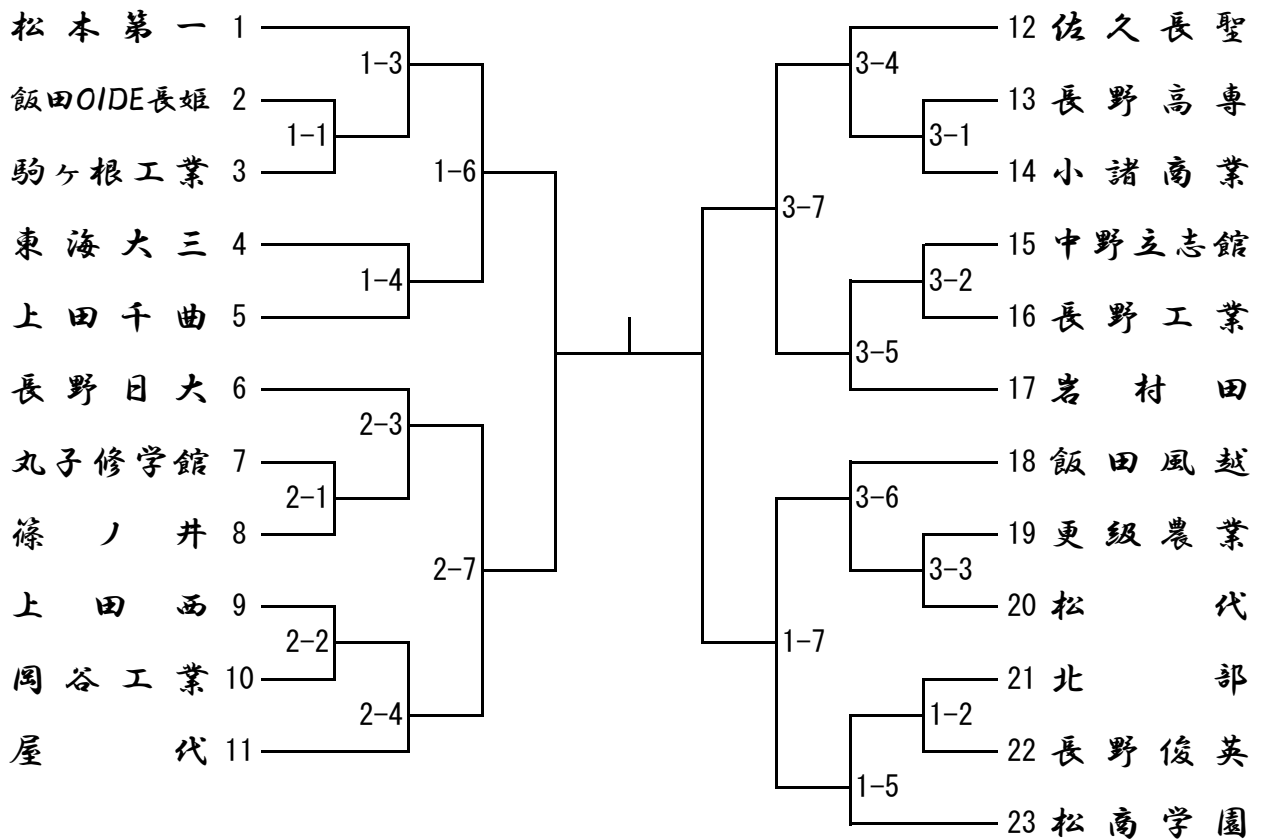 松本第一 1
1-3
飯田OIDE長姫 2
1-1
駒ヶ根工業 3
1-6
東海大三 4
1-4
上田千曲 5
長野日大 6
2-3
丸子修学館 7
2-1
篠ノ井 8
2-7
上田西 9
2-2
岡谷工業 10
2-4
屋代 11
12 佐久長聖
3-4
13 長野高専
3-1
14 小諸商業
3-7
15 中野立志館
3-2
16 長野工業
3-5
17 岩村田
18 飯田風越
3-6
19 更級農業
3-3
20 松代
1-7
21 北部
1-2
22 長野俊英
1-5
23 松商学園